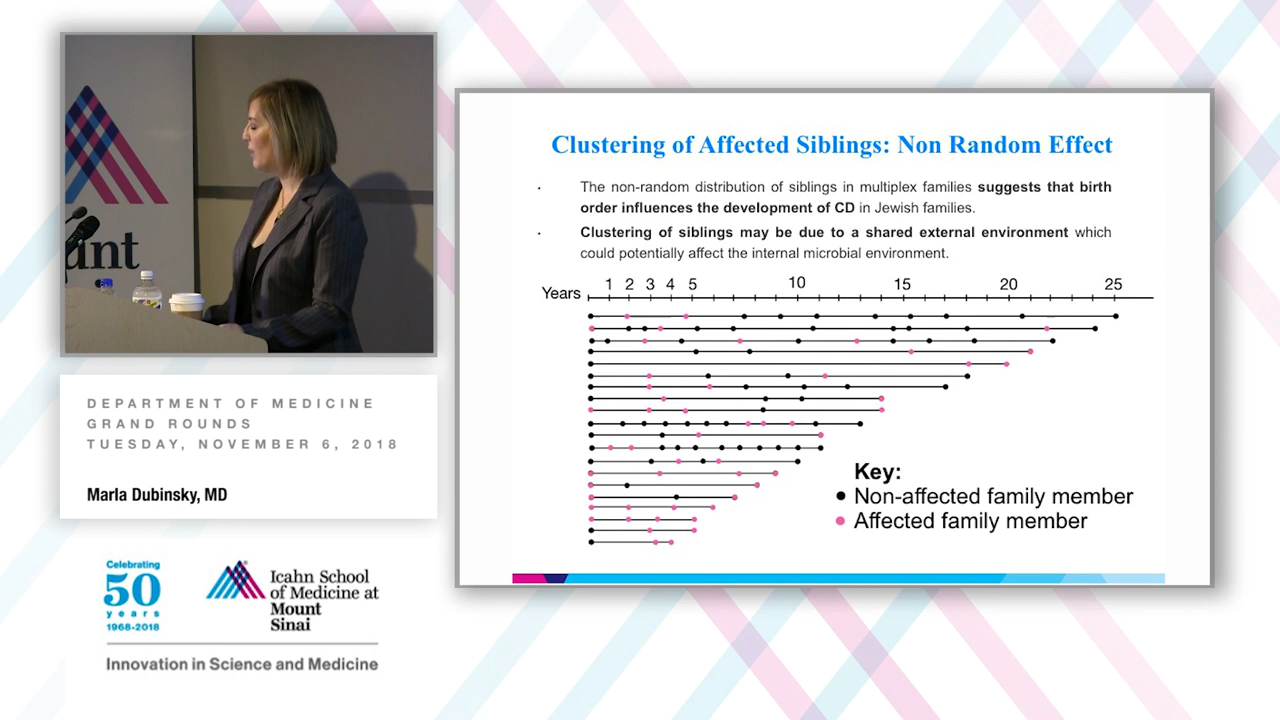 ant
DEPARTMENT OF MEDICINE
GRAND ROUNDS
TUESDAY, NOVEMBER 6, 2018
Marla Dubinsky, MD
Celebrating
50
years
1968-2018
Icahn School
of Medicine at
Mount
Sinai
Innovation in Science and Medicine
Clustering of Affected Siblings: Non Random Effect
· The non-random distribution of siblings in multiplex families suggests that birth
order influences the development of CD in Jewish families.
· Clustering of siblings may be due to a shared external environment which
could potentially affect the internal microbial environment.
Years 1 2 3 4 5 10 15 20 25
Key:
Non-affected family member
Affected family member